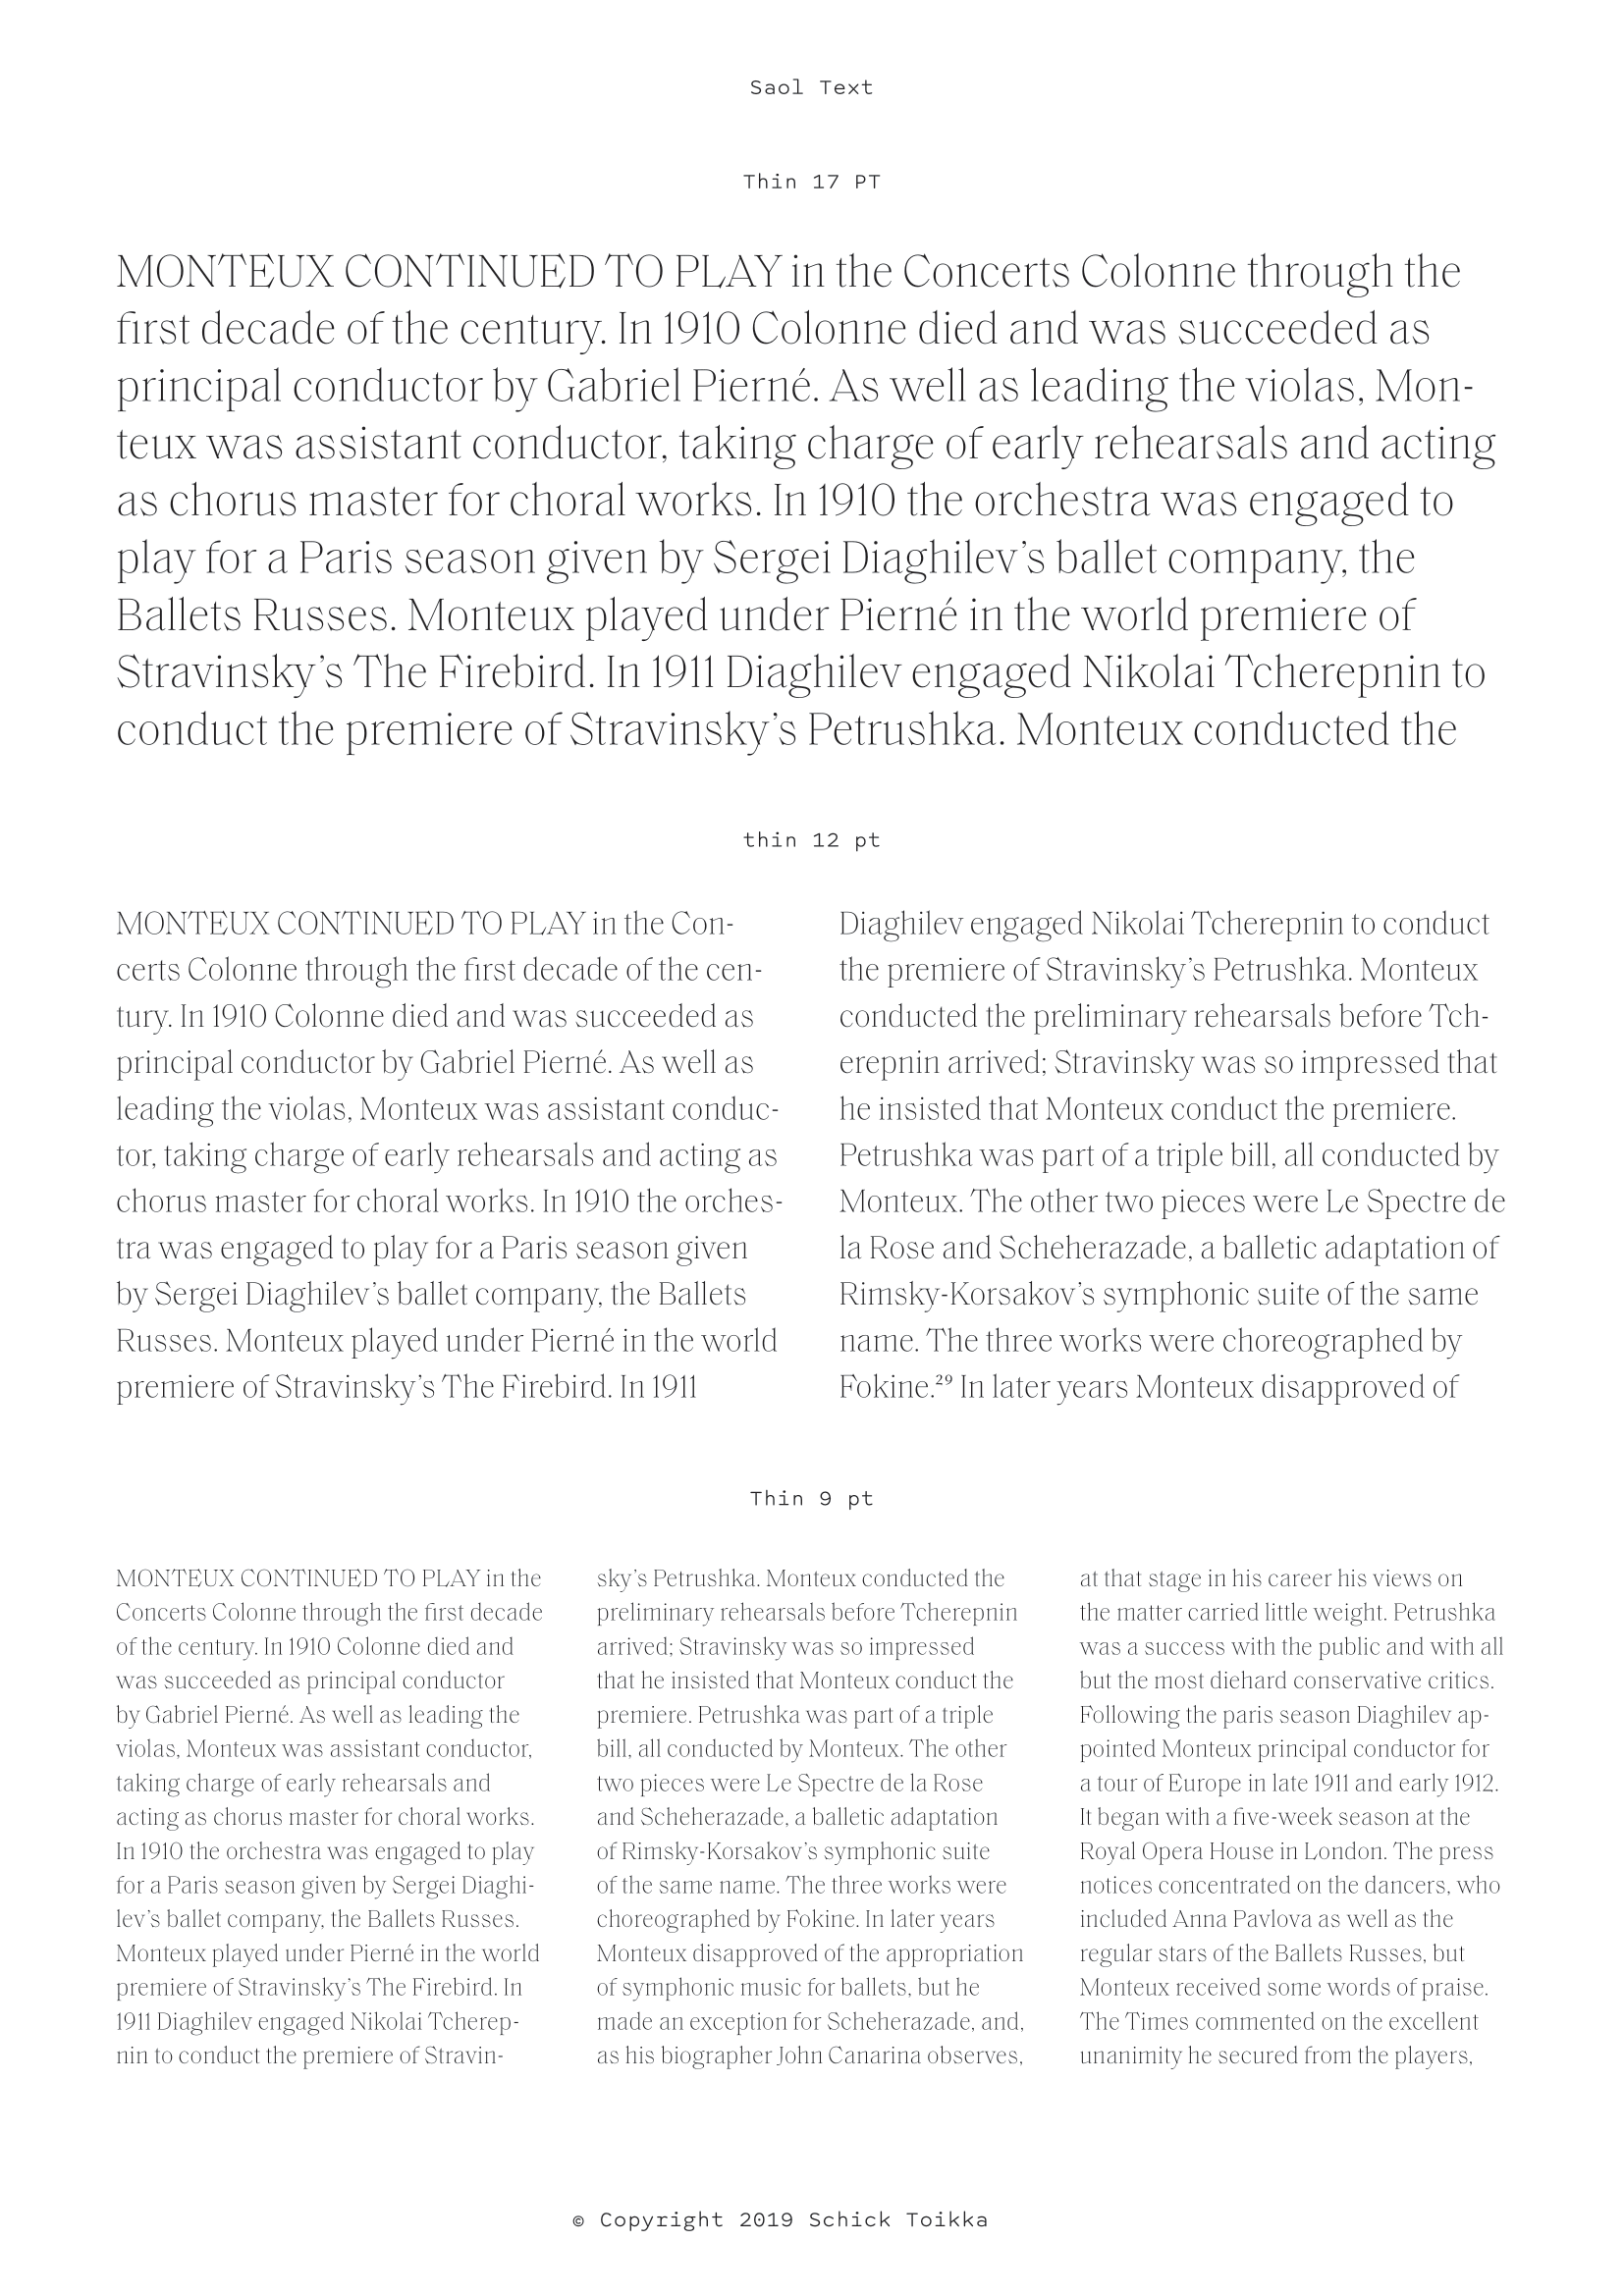 Saol Text
Thin 17 PT
MONTEUX CONTINUED TO PLAY in the Concerts Colonne through the
first decade of the century. In 1910 Colonne died and was succeeded as
principal conductor by Gabriel Pierné. As well as leading the violas, Mon-
teux was assistant conductor, taking charge of early rehearsals and acting
as chorus master for choral works. In 1910 the orchestra was engaged to
play for a Paris season given by Sergei Diaghilev’s ballet company, the
Ballets Russes. Monteux played under Pierné in the world premiere of
Stravinsky’s The Firebird. In 1911 Diaghilev engaged Nikolai Tcherepnin to
conduct the premiere of Stravinsky’s Petrushka. Monteux conducted the
thin 12 pt
MONTEUX CONTINUED TO PLAY in the Con-
certs Colonne through the first decade of the cen-
tury. In 1910 Colonne died and was succeeded as
principal conductor by Gabriel Pierné. As well as
leading the violas, Monteux was assistant conduc-
tor, taking charge of early rehearsals and acting as
chorus master for choral works. In 1910 the orches-
tra was engaged to play for a Paris season given
by Sergei Diaghilev’s ballet company, the Ballets
Russes. Monteux played under Pierné in the world
premiere of Stravinsky’s The Firebird. In 1911
Diaghilev engaged Nikolai Tcherepnin to conduct
the premiere of Stravinsky’s Petrushka. Monteux
conducted the preliminary rehearsals before Tch-
erepnin arrived; Stravinsky was so impressed that
he insisted that Monteux conduct the premiere.
Petrushka was part of a triple bill, all conducted by
Monteux. The other two pieces were Le Spectre de
la Rose and Scheherazade, a balletic adaptation of
Rimsky-Korsakov’s symphonic suite of the same
name. The three works were choreographed by
Fokine.²⁹ In later years Monteux disapproved of
Thin 9 pt
MONTEUX CONTINUED TO PLAY in the
Concerts Colonne through the first decade
of the century. In 1910 Colonne died and
was succeeded as principal conductor
by Gabriel Pierné. As well as leading the
violas, Monteux was assistant conductor,
taking charge of early rehearsals and
acting as chorus master for choral works.
In 1910 the orchestra was engaged to play
for a Paris season given by Sergei Diaghi-
lev’s ballet company, the Ballets Russes.
Monteux played under Pierné in the world
premiere of Stravinsky’s The Firebird. In
1911 Diaghilev engaged Nikolai Tcherep-
nin to conduct the premiere of Stravin-
sky’s Petrushka. Monteux conducted the
preliminary rehearsals before Tcherepnin
arrived; Stravinsky was so impressed
that he insisted that Monteux conduct the
premiere. Petrushka was part of a triple
bill, all conducted by Monteux. The other
two pieces were Le Spectre de la Rose
and Scheherazade, a balletic adaptation
of Rimsky-Korsakov’s symphonic suite
of the same name. The three works were
choreographed by Fokine. In later years
Monteux disapproved of the appropriation
of symphonic music for ballets, but he
made an exception for Scheherazade, and,
as his biographer John Canarina observes,
at that stage in his career his views on
the matter carried little weight. Petrushka
was a success with the public and with all
but the most diehard conservative critics.
Following the paris season Diaghilev ap-
pointed Monteux principal conductor for
a tour of Europe in late 1911 and early 1912.
It began with a five-week season at the
Royal Opera House in London. The press
notices concentrated on the dancers, who
included Anna Pavlova as well as the
regular stars of the Ballets Russes, but
Monteux received some words of praise.
The Times commented on the excellent
unanimity he secured from the players,
© Copyright 2019 Schick Toikka